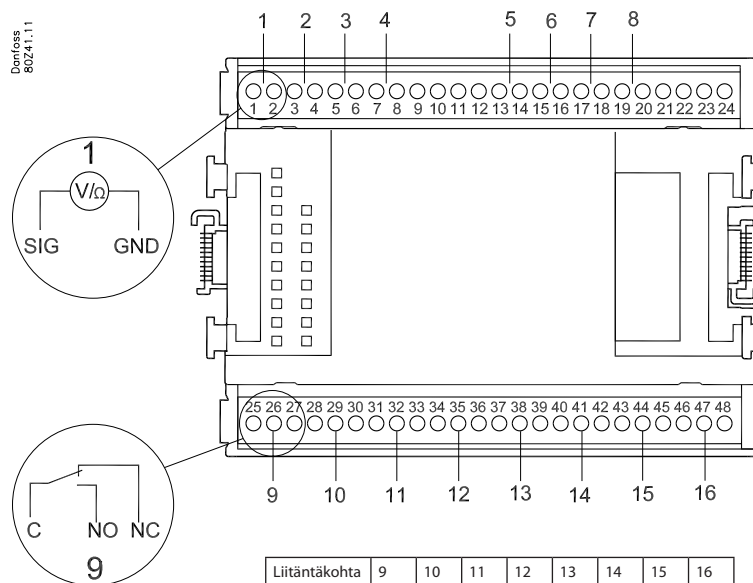 Danfoss
80Z41.11
1 2 3 4 5 6 7 8
1 2 3 4 5 6 7 8 9 10 11 12 13 14 15 16 17 18 19 20 21 22 23 24
1
V/Ω
SIG GND
25 26 27 28 29 30 31 32 33 34 35 36 37 38 39 40 41 42 43 44 45 46 47 48
9 10 11 12 13 14 15 16
C NO NC
9
Liitäntäkohta 9 10 11 12 13 14 15 16